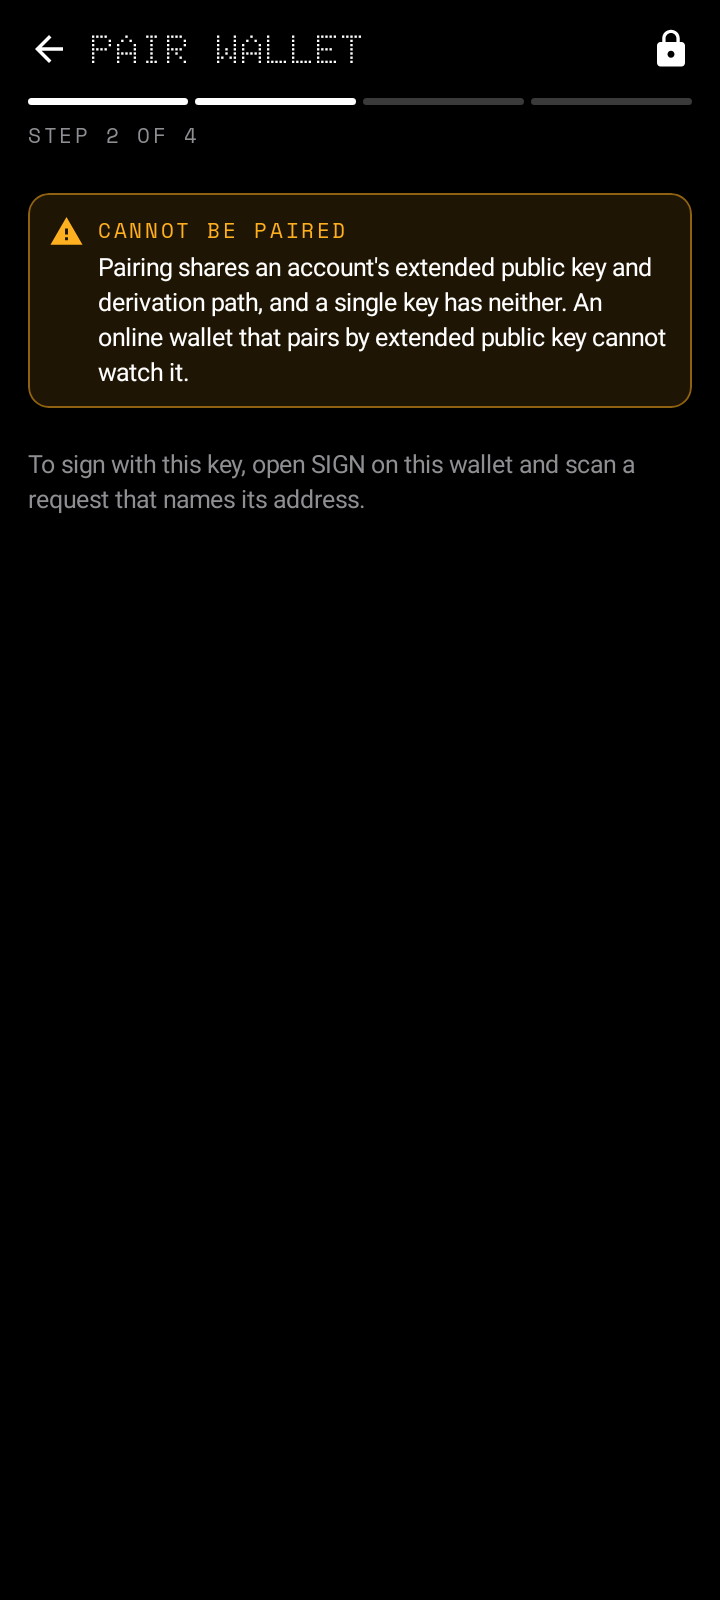 PAIR WALLET
STEP 2 OF 4
CANNOT BE PAIRED
Pairing shares an account's extended public key and
derivation path, and a single key has neither. An
online wallet that pairs by extended public key cannot
watch it.
To sign with this key, open SIGN on this wallet and scan a
request that names its address.